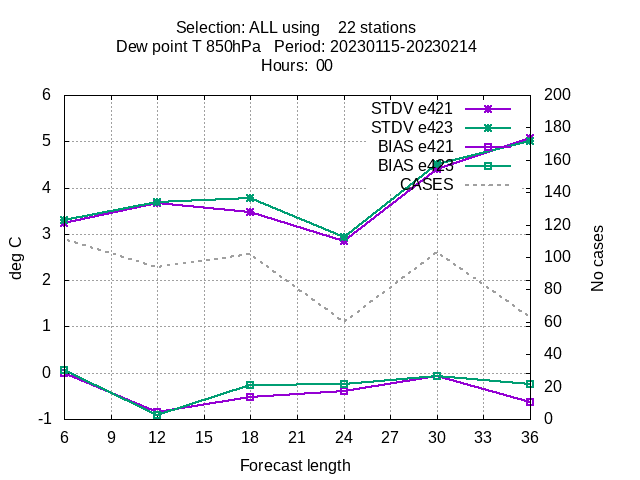 Selection: ALL using    22 stations
Dew point T 850hPa   Period: 20230115-20230214
Hours:  00
STDV e421
STDV e423
BIAS e421
BIAS e423
CASES
6
5
4
3
2
1
0
-1
deg C
200
180
160
140
120
100
80
60
40
20
0
No cases
6 9 12 15 18 21 24 27 30 33 36
Forecast length